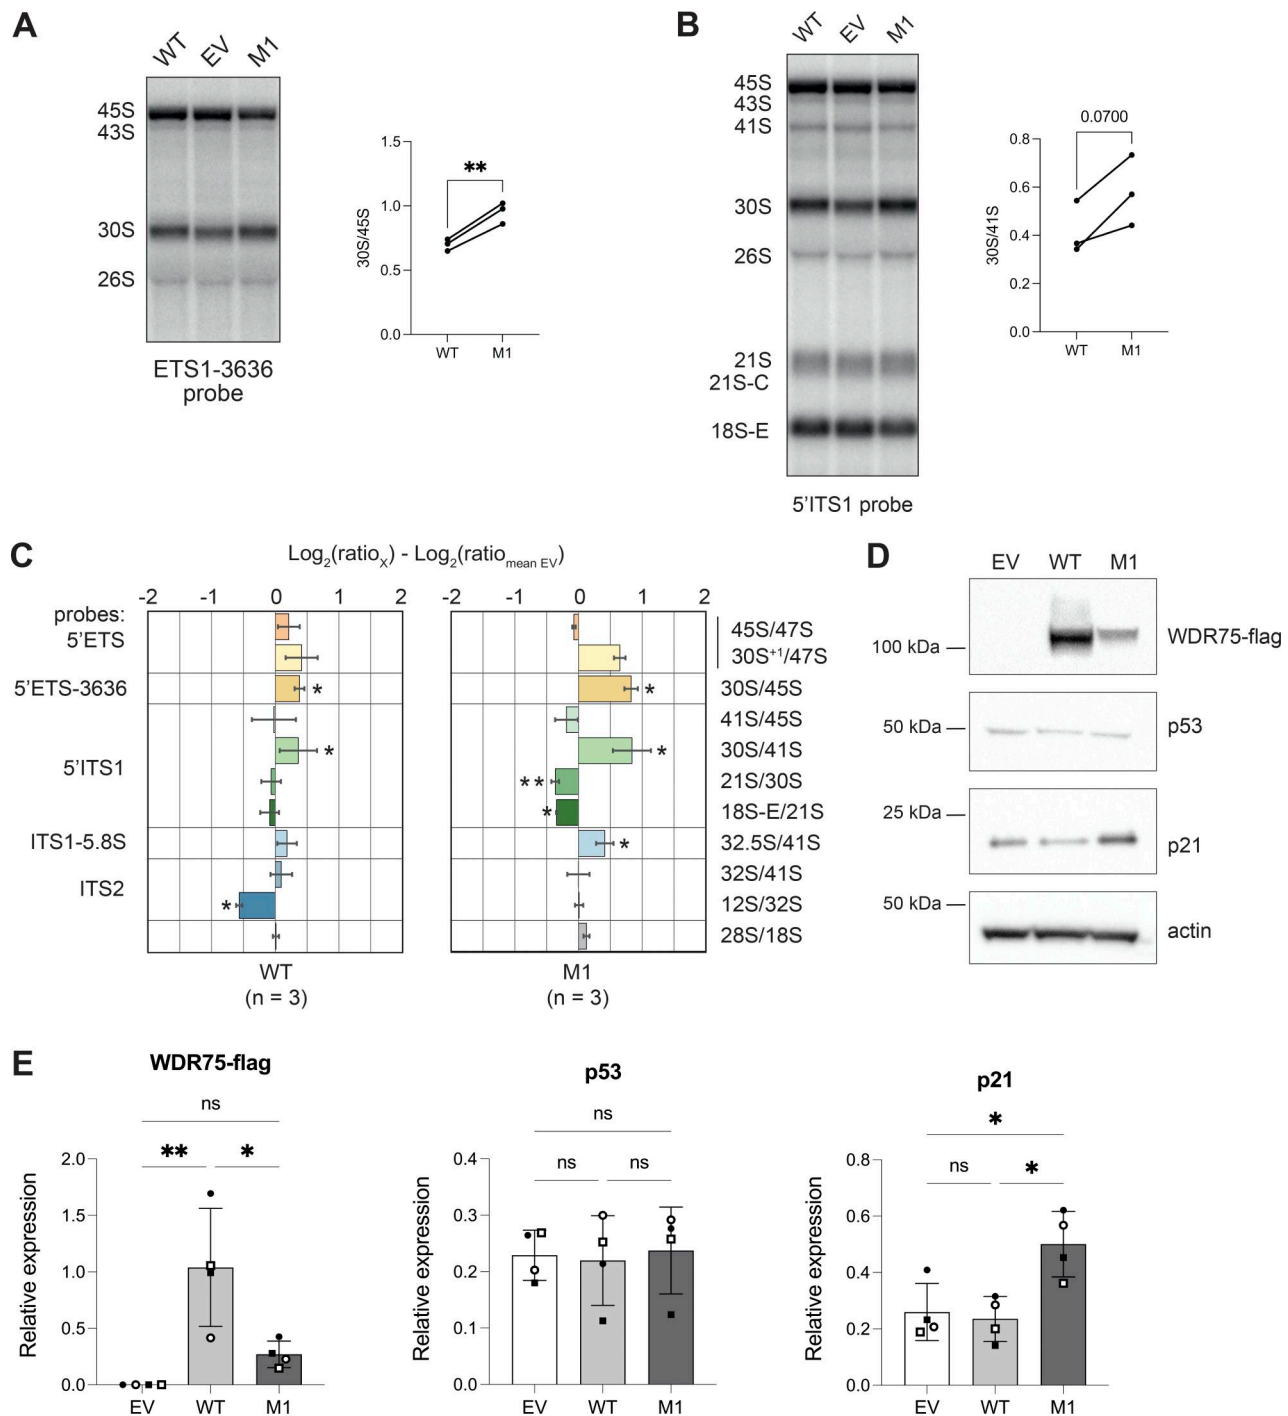 A
WT EV M1
45S
43S
30S
26S
ETS1-3636
probe
1.5
1.0
0.5
0.0
30S/45S
**
WT M1
B
WT EV M1
45S
43S
41S
30S
26S
21S
21S-C
18S-E
5'ITS1 probe
0.0700
0.8
0.6
0.4
0.2
0.0
30S/41S
WT M1
C
Log2(ratioX) - Log2(ratiomean EV)
-2 -1 0 1 2
-2 -1 0 1 2
probes:
5'ETS
5'ETS-3636
5'ITS1
ITS1-5.8S
ITS2
*
*
*
*
*
**
*
*
45S/47S
30S+1/47S
30S/45S
41S/45S
30S/41S
21S/30S
18S-E/21S
32.5S/41S
32S/41S
12S/32S
28S/18S
WT
(n = 3)
M1
(n = 3)
D
EV WT M1
100 kDa
WDR75-flag
50 kDa
p53
25 kDa
p21
50 kDa
actin
E
WDR75-flag
ns
** *
2.0
1.5
1.0
0.5
0.0
Relative expression
EV WT M1
p53
ns
ns ns
0.4
0.3
0.2
0.1
0.0
Relative expression
EV WT M1
p21
*
ns *
0.8
0.6
0.4
0.2
0.0
Relative expression
EV WT M1